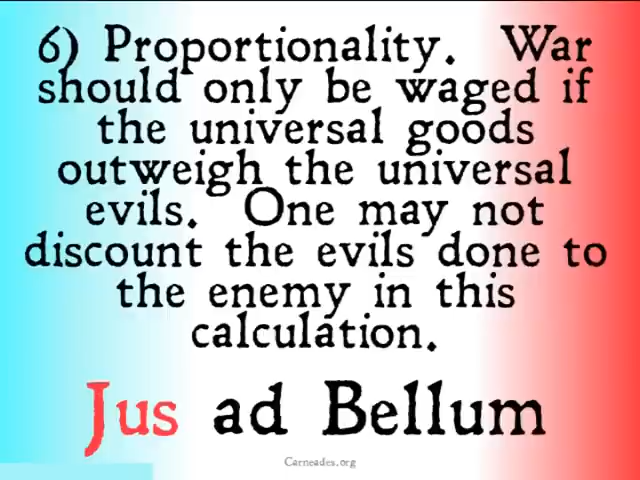 6) Proportionality. War
should only be waged if
the universal goods
outweigh the universal
evils. One may not
discount the evils done to
the enemy in this
calculation.
Jus ad Bellum
Carneades.org